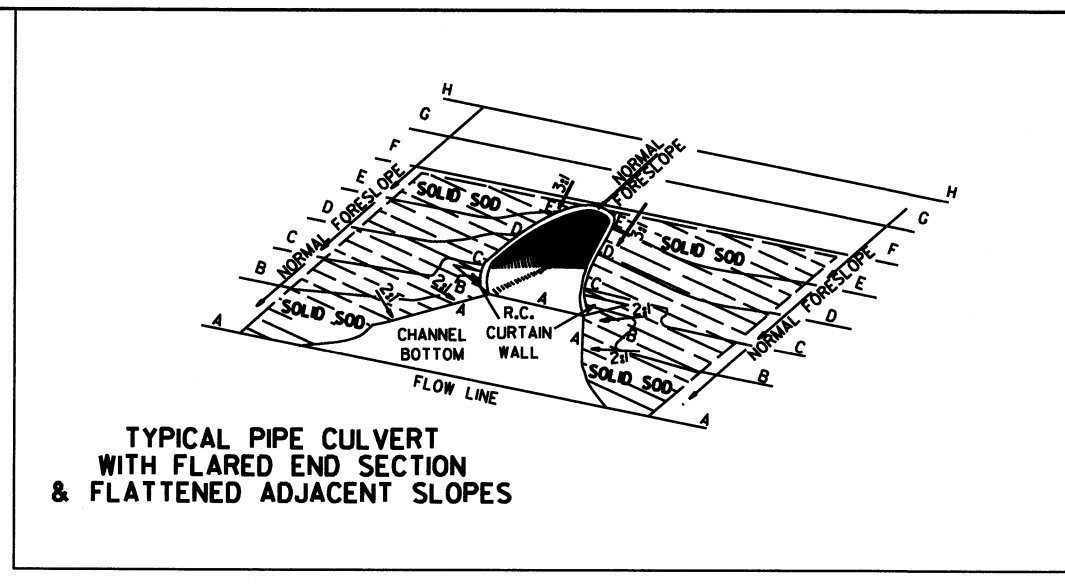 H
G
F
E
D
C
B
A
NORMAL FORESLOPE
NORMAL
FORESLOPE
H
G
F
E
D
C
B
A
NORMAL FORESLOPE
SOLID SOD
3:1
E
D
C
B
A
2:1
2:1
SOLID SOD
E
3:1
D
C
SOLID SOD
2:1
B
A
2:1
SOLID SOD
A
R.C.
CURTAIN
WALL
CHANNEL
BOTTOM
FLOW LINE
TYPICAL PIPE CULVERT
WITH FLARED END SECTION
& FLATTENED ADJACENT SLOPES